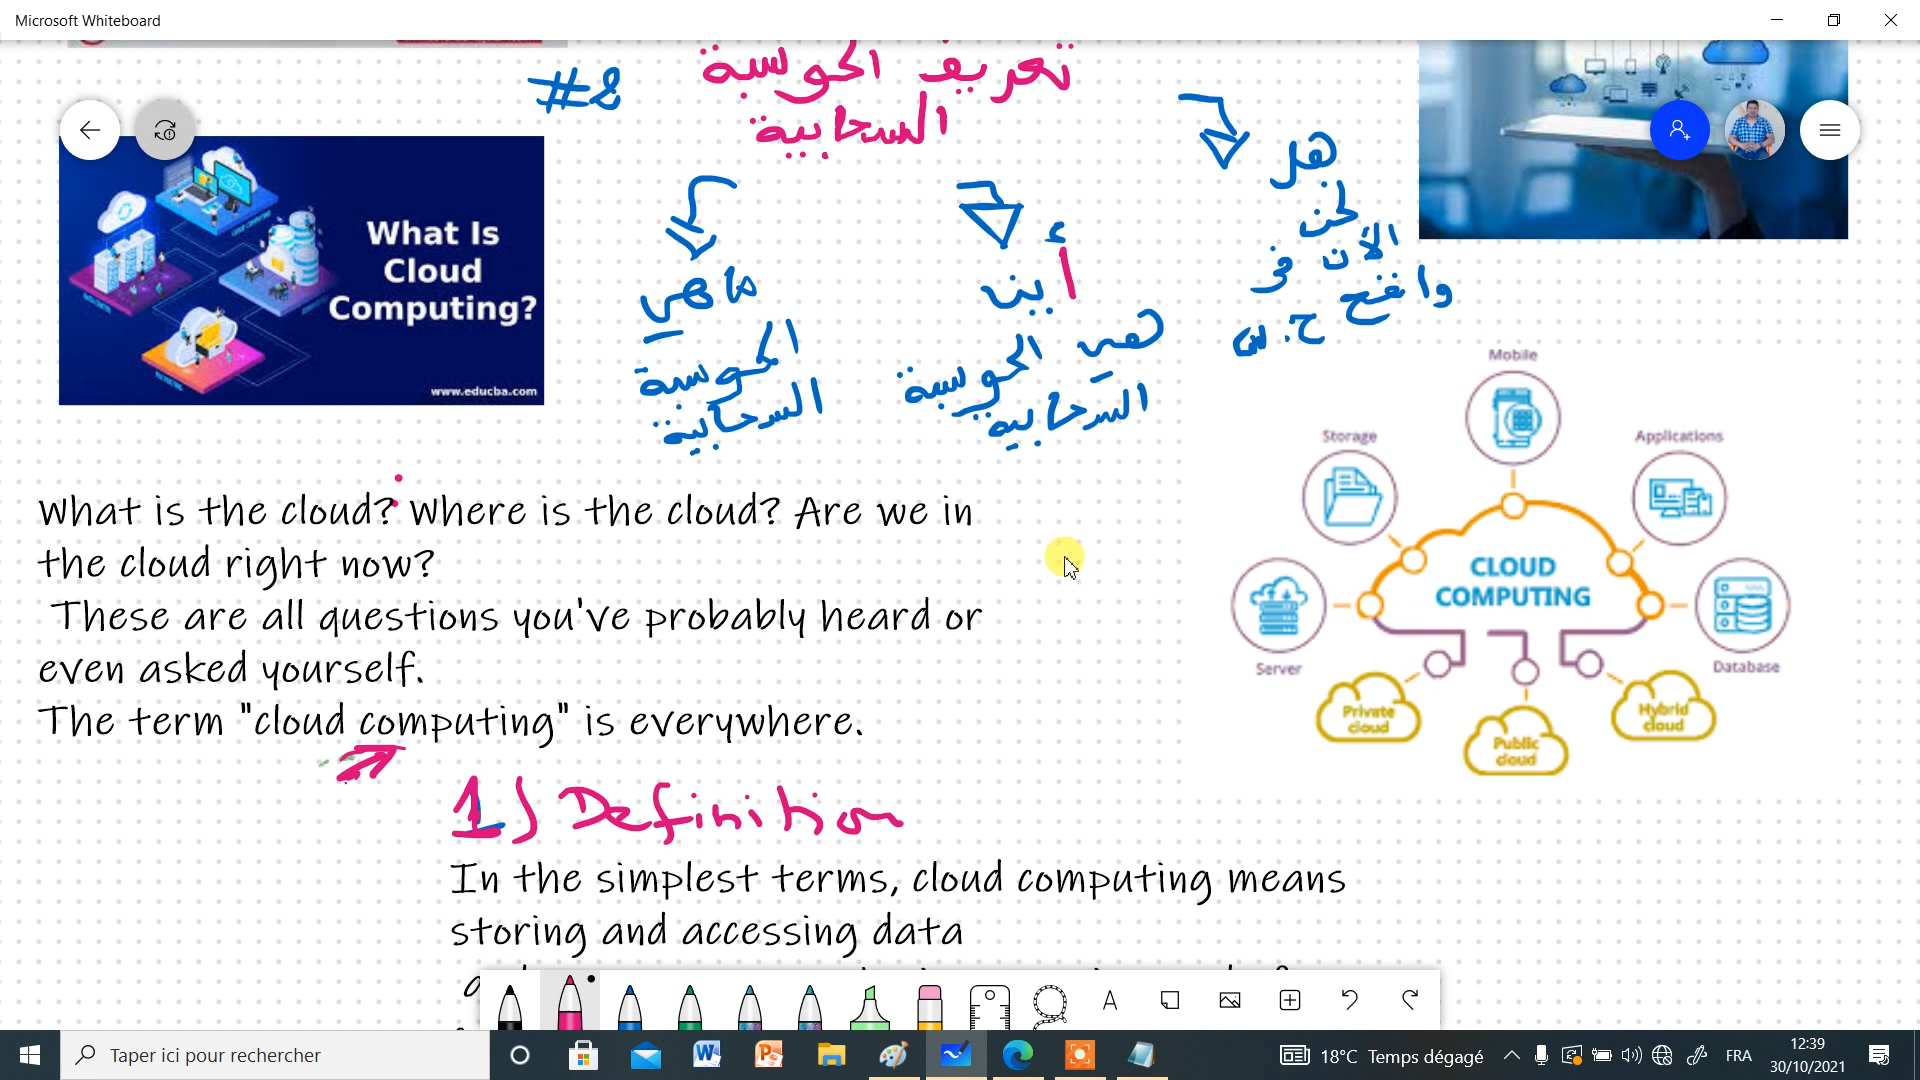 Microsoft Whiteboard
#2
تعريف الحوسبة
السحابية
هل
نحن
الآن في
واضح
ح. س
أين
هي الحوسبة
السحابية
ماهي
الحوسبة
السحابية
What Is
Cloud
Computing?
www.educba.com
What is the cloud? Where is the cloud? Are we in
the cloud right now?
These are all questions you've probably heard or
even asked yourself.
The term "cloud computing" is everywhere.
Mobile
Storage
Applications
CLOUD
COMPUTING
Server
Database
Private
cloud
Public
cloud
Hybrid
cloud
1) Definition
In the simplest terms, cloud computing means
storing and accessing data
Taper ici pour rechercher
18°C Temps dégagé
FRA
12:39
30/10/2021